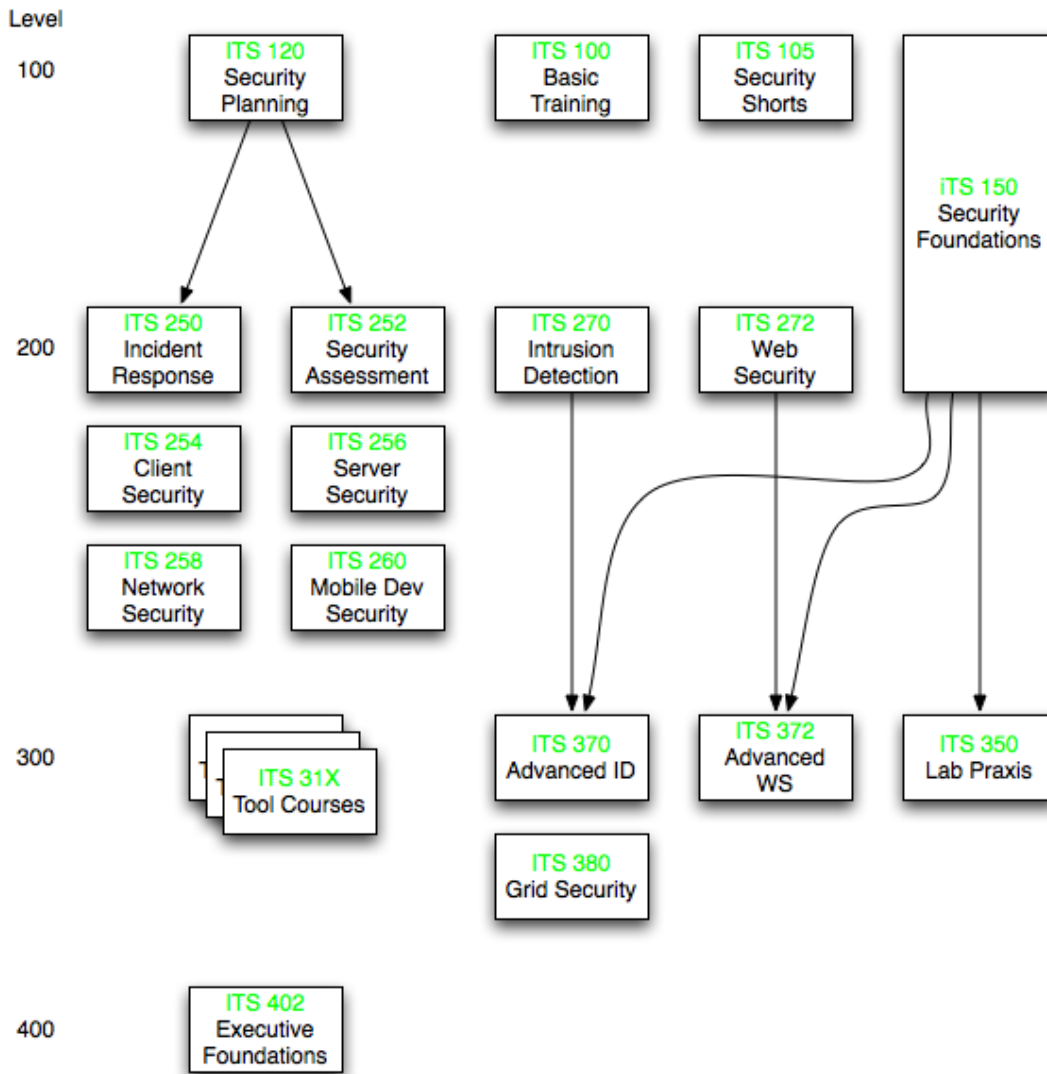 Level
100
ITS 120
Security
Planning
ITS 100
Basic
Training
ITS 105
Security
Shorts
iTS 150
Security
Foundations
200
ITS 250
Incident
Response
ITS 252
Security
Assessment
ITS 270
Intrusion
Detection
ITS 272
Web
Security
ITS 254
Client
Security
ITS 256
Server
Security
ITS 258
Network
Security
ITS 260
Mobile Dev
Security
300
ITS 31X
Tool Courses
ITS 370
Advanced ID
ITS 372
Advanced
WS
ITS 350
Lab Praxis
ITS 380
Grid Security
400
ITS 402
Executive
Foundations